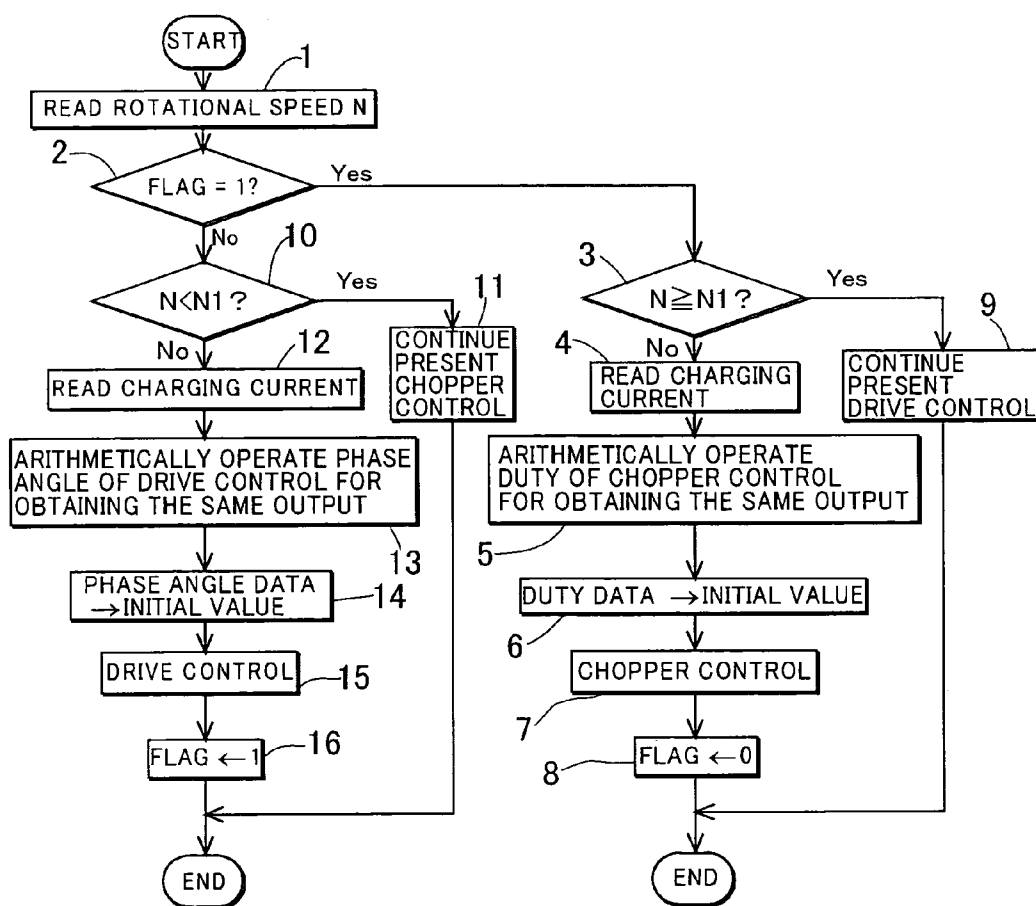 START
1
READ ROTATIONAL SPEED N
2
FLAG = 1?
Yes
No
10
N<N1?
Yes
11
CONTINUE
PRESENT
CHOPPER
CONTROL
No
12
READ CHARGING CURRENT
ARITHMETICALLY OPERATE PHASE
ANGLE OF DRIVE CONTROL FOR
OBTAINING THE SAME OUTPUT
13
PHASE ANGLE DATA
→INITIAL VALUE
14
DRIVE CONTROL
15
FLAG ← 1
16
END
3
N≧N1?
Yes
9
CONTINUE
PRESENT
DRIVE CONTROL
No
4
READ CHARGING
CURRENT
ARITHMETICALLY OPERATE
DUTY OF CHOPPER CONTROL
FOR OBTAINING THE SAME OUTPUT
5
DUTY DATA →INITIAL VALUE
6
CHOPPER CONTROL
7
FLAG ←0
8
END